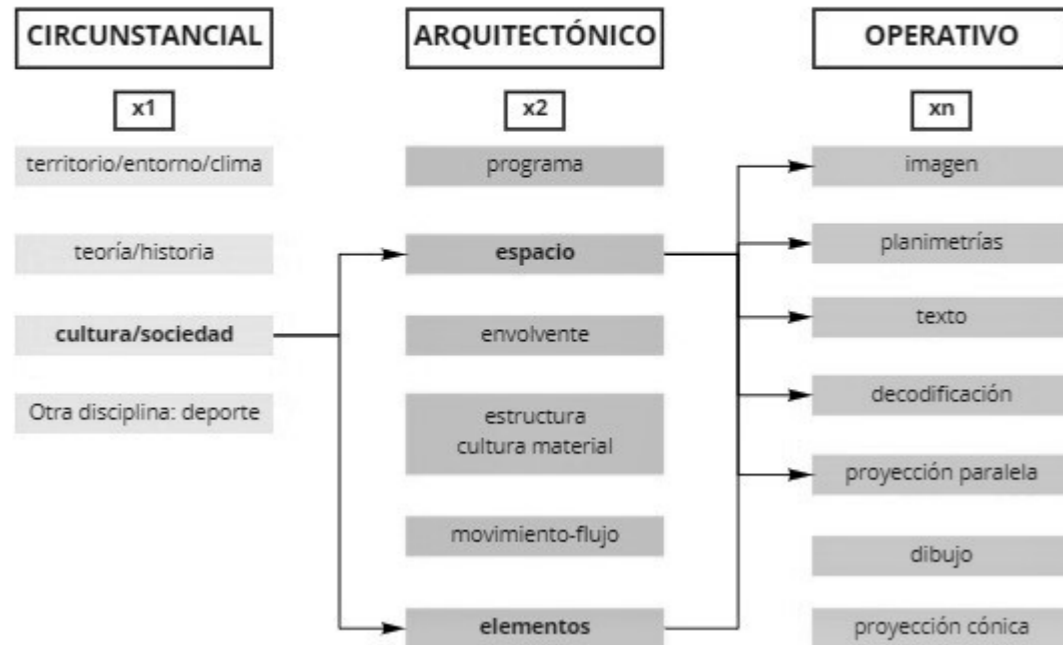 CIRCUNSTANCIAL
x1
territorio/entorno/clima
teoría/historia
cultura/sociedad
Otra disciplina: deporte
ARQUITECTÓNICO
x2
programa
espacio
envolvente
estructura
cultura material
movimiento-flujo
elementos
OPERATIVO
xn
imagen
planimetrías
texto
decodificación
proyección paralela
dibujo
proyección cónica